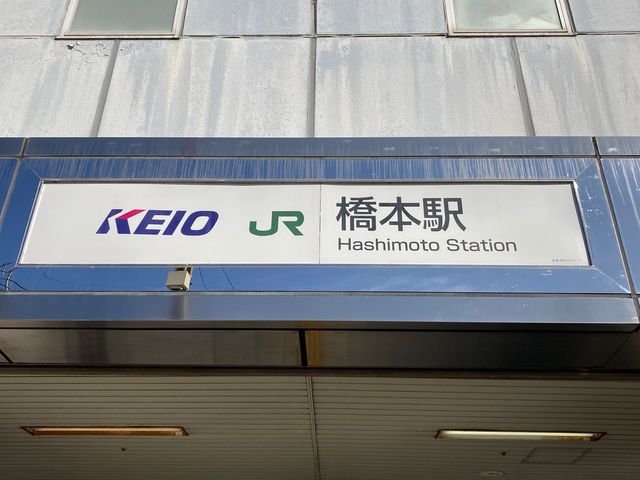 KEIO JR 橋本駅
Hashimoto Station